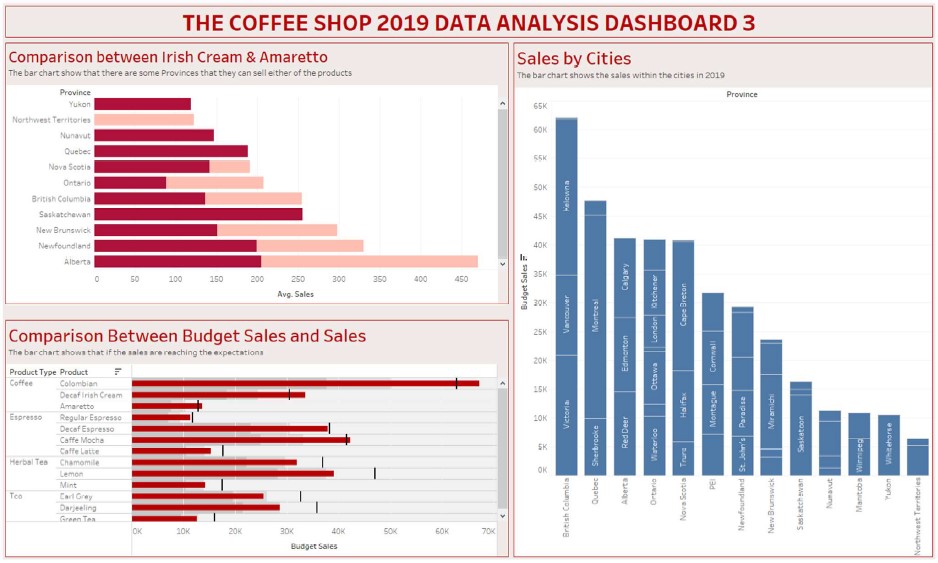 THE COFFEE SHOP 2019 DATA ANALYSIS DASHBOARD 3
Comparison between Irish Cream & Amaretto
The bar chart show that there are some Provinces that they can sell either of the products
Province
Yukon
Northwest Territories
Nunavut
Quebec
Nova Scotia
Ontario
British Columbia
Saskatchewan
New Brunswick
Newfoundland
Alberta
0 50 100 150 200 250 300 350 400 450
Avg. Sales
Comparison Between Budget Sales and Sales
The bar chart shows that if the sales are reaching the expectations
Product Type Product
Coffee Colombian
Decaf Irish Cream
Amaretto
Espresso Regular Espresso
Decaf Espresso
Caffe Mocha
Caffe Latte
Herbal Tea Chamomile
Lemon
Mint
Tea Earl Grey
Darjeeling
Green Tea
0K 10K 20K 30K 40K 50K 60K 70K
Budget Sales
Sales by Cities
The bar chart shows the sales within the cities in 2019
Province
65K
60K
55K
50K
45K
40K
35K
30K
25K
20K
15K
10K
5K
0K
Budget Sales
Kelowna
Vancouver
Victoria
Montreal
Sherbrooke
Calgary
Edmonton
Red Deer
Kitchener
London
Ottawa
Waterloo
Cape Breton
Halifax
Truro
Cornwall
Montague
Paradise
St. John's
Miramichi
Saskatoon
Winnipeg
Whitehorse
British Columbia
Quebec
Alberta
Ontario
Nova Scotia
PEI
Newfoundland
New Brunswick
Saskatchewan
Nunavut
Manitoba
Yukon
Northwest Territories